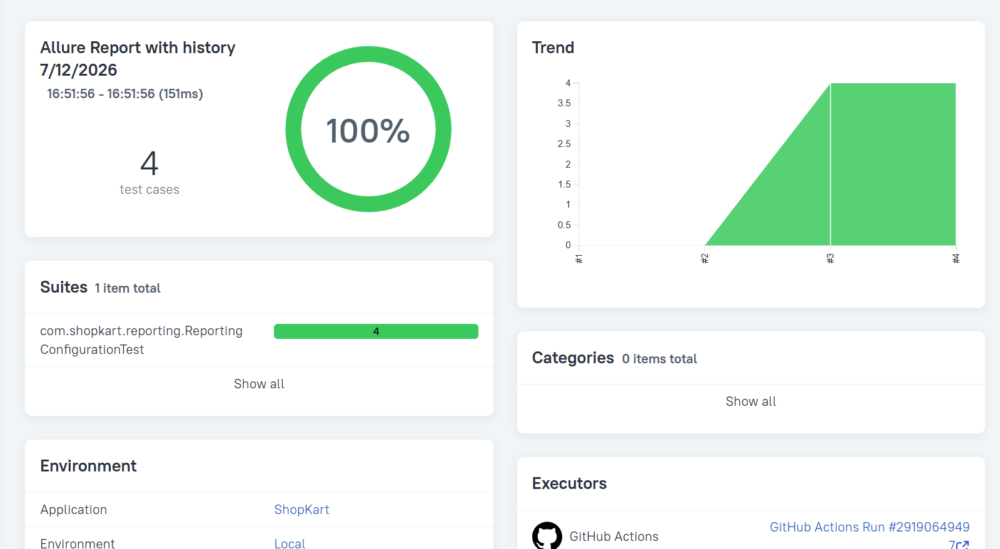 Allure Report with history
7/12/2026
16:51:56 - 16:51:56 (151ms)
4
test cases
100%
Suites 1 item total
com.shopkart.reporting.Reporting
ConfigurationTest
4
Show all
Environment
Application ShopKart
Environment Local
Trend
4
3.5
3
2.5
2
1.5
1
0.5
0
#1 #2 #3 #4
Categories 0 items total
Show all
Executors
GitHub Actions
GitHub Actions Run #2919064949
7